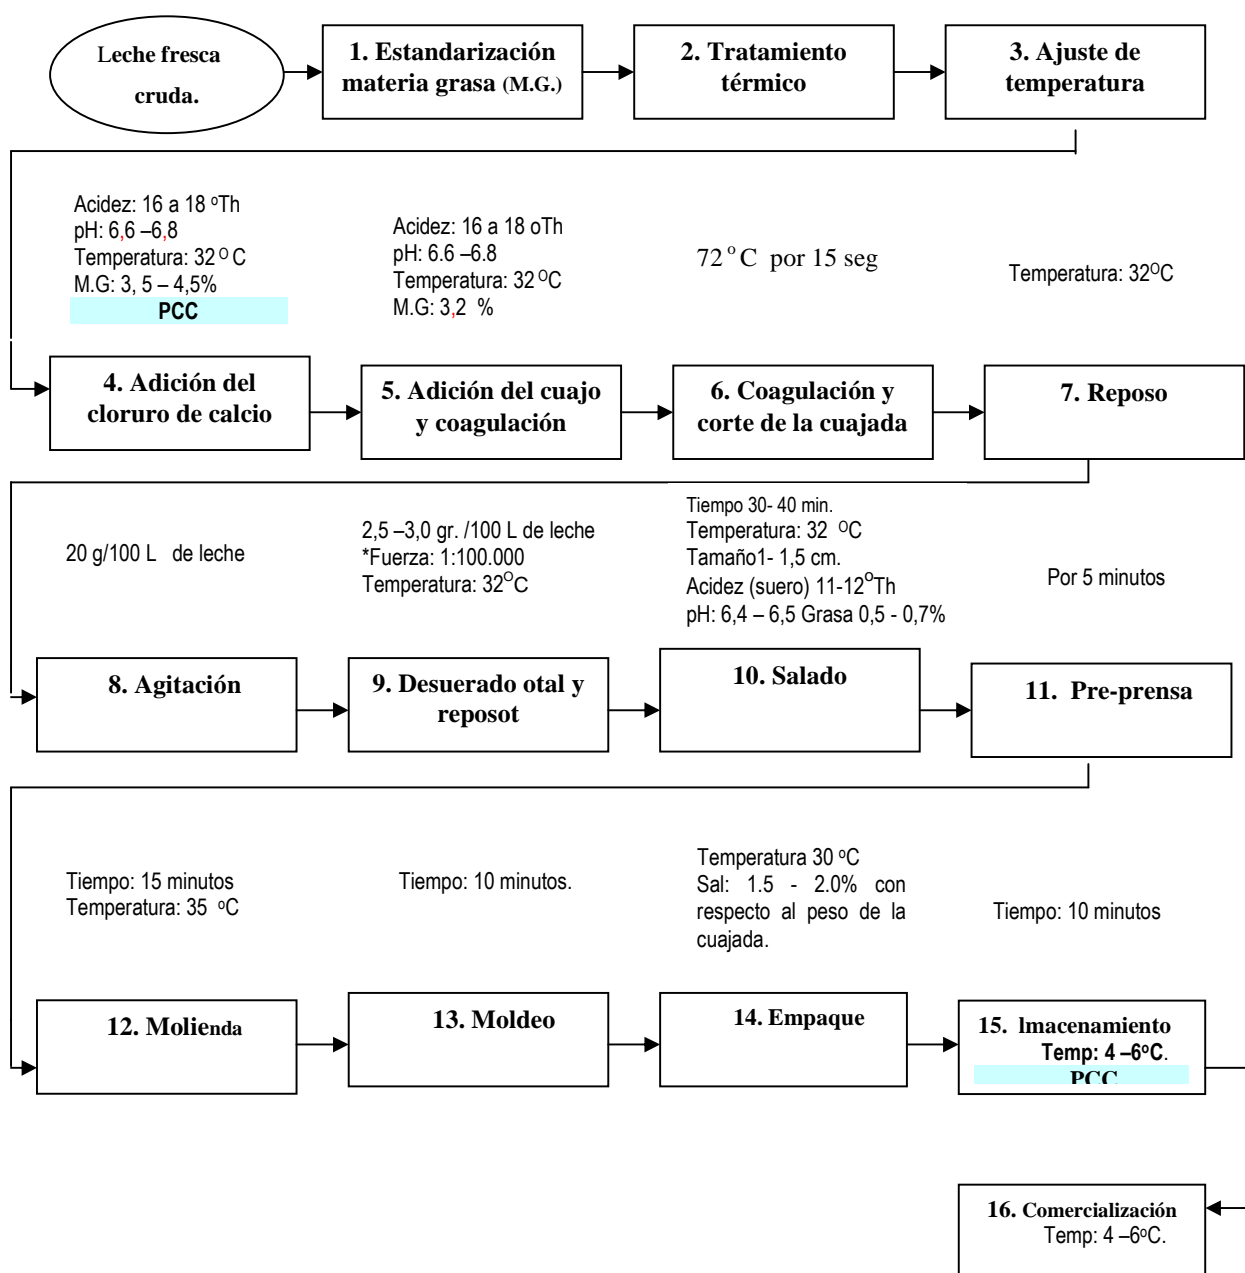 Leche fresca
cruda.
1. Estandarización
materia grasa (M.G.)
2. Tratamiento
térmico
3. Ajuste de
temperatura
Acidez: 16 a 18 ºTh
pH: 6,6 –6,8
Temperatura: 32 ᴼ C
M.G: 3, 5 – 4,5%
PCC
Acidez: 16 a 18 oTh
pH: 6.6 –6.8
Temperatura: 32 ᴼC
M.G: 3,2 %
72 º C por 15 seg
Temperatura: 32ᴼC
4. Adición del
cloruro de calcio
5. Adición del cuajo
y coagulación
6. Coagulación y
corte de la cuajada
7. Reposo
20 g/100 L de leche
2,5 –3,0 gr. /100 L de leche
*Fuerza: 1:100.000
Temperatura: 32ᴼC
Tiempo 30- 40 min.
Temperatura: 32 ᴼC
Tamaño1- 1,5 cm.
Acidez (suero) 11-12ᴼTh
pH: 6,4 – 6,5 Grasa 0,5 - 0,7%
Por 5 minutos
8. Agitación
9. Desuerado otal y
reposot
10. Salado
11. Pre-prensa
Tiempo: 15 minutos
Temperatura: 35 ºC
Tiempo: 10 minutos.
Temperatura 30 ºC
Sal: 1.5 - 2.0% con
respecto al peso de la
cuajada.
Tiempo: 10 minutos
12. Molienda
13. Moldeo
14. Empaque
15. lmacenamiento
Temp: 4 –6ºC.
PCC
16. Comercialización
Temp: 4 –6ºC.